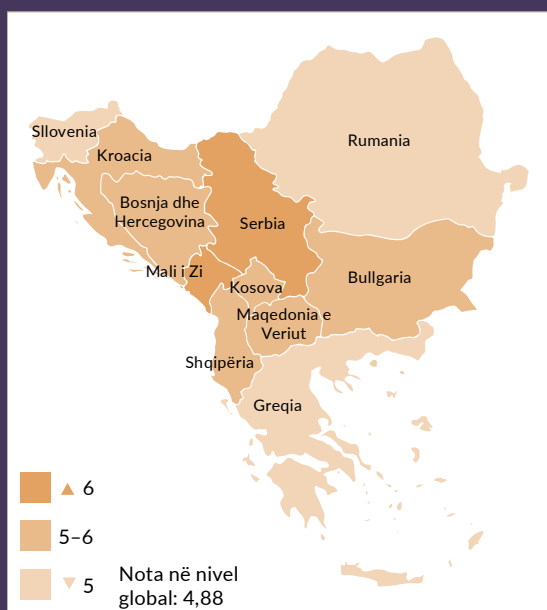 Sllovenia
Kroacia
Rumania
Bosnja dhe
Hercegovina
Serbia
Mali i Zi
Kosova
Bullgaria
Maqedonia e
Veriut
Shqipëria
Greqia
▲ 6
5–6
▼ 5
Nota në nivel
global: 4,88